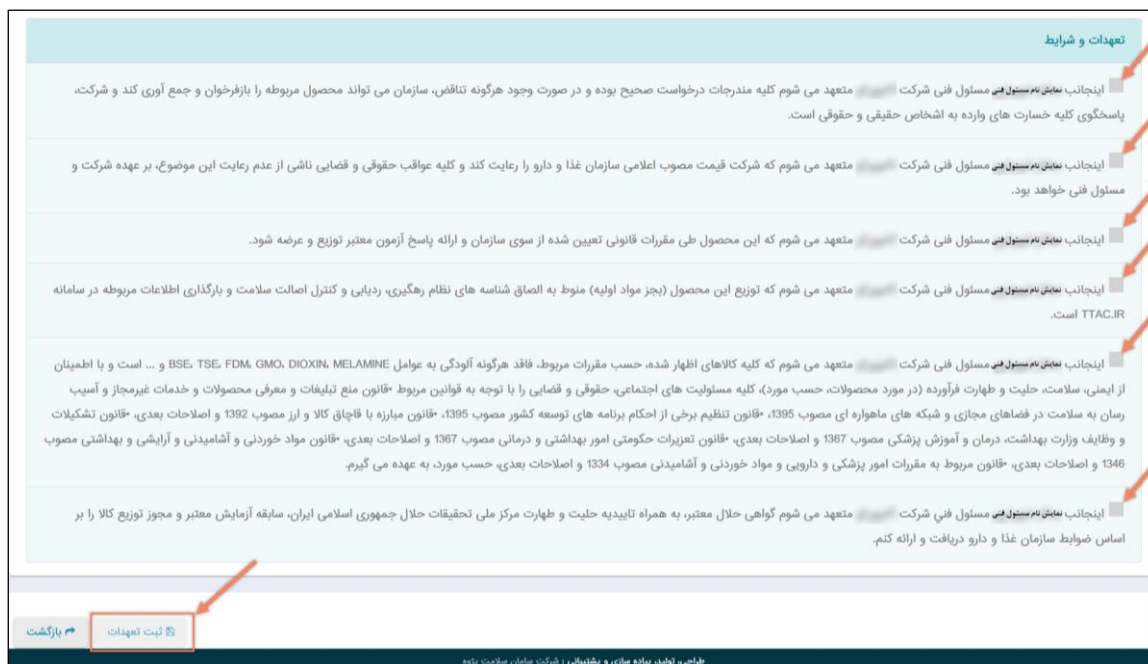 تعهدات و شرایط
اینجانب نمایش نام مسئول فنی مسئول فنی شرکت متعهد می شوم کلیه مندرجات درخواست صحیح بوده و در صورت وجود هرگونه تناقض، سازمان می تواند محصول مربوطه را بازفرخوان و جمع آوری کند و شرکت،
پاسخگوی کلیه خسارت های وارده به اشخاص حقیقی و حقوقی است.
اینجانب نمایش نام مسئول فنی مسئول فنی شرکت متعهد می شوم که شرکت قیمت مصوب اعلامی سازمان غذا و دارو را رعایت کند و کلیه عواقب حقوقی و قضایی ناشی از عدم رعایت این موضوع، بر عهده شرکت و
مسئول فنی خواهد بود.
اینجانب نمایش نام مسئول فنی مسئول فنی شرکت متعهد می شوم که این محصول طی مقررات قانونی تعیین شده از سوی سازمان و ارائه پاسخ آزمون معتبر توزیع و عرضه شود.
اینجانب نمایش نام مسئول فنی مسئول فنی شرکت متعهد می شوم که توزیع این محصول (بجز مواد اولیه) منوط به الصاق شناسه های نظام رهگیری، ردیابی و کنترل اصالت سلامت و بارگذاری اطلاعات مربوطه در سامانه
TTAC.IR است.
اینجانب نمایش نام مسئول فنی مسئول فنی شرکت متعهد می شوم که کلیه کالاهای اظهار شده، حسب مقررات مربوط، فاقد هرگونه آلودگی به عوامل BSE، TSE، FDM، GMO، DIOXIN، MELAMINE و ... است و با اطمینان
از ایمنی، سلامت، حلیت و طهارت فرآورده (در مورد محصولات، حسب مورد)، کلیه مسئولیت های اجتماعی، حقوقی و قضایی را با توجه به قوانین مربوط •قانون منع تبلیغات و معرفی محصولات و خدمات غیرمجاز و آسیب
رسان به سلامت در فضاهای مجازی و شبکه های ماهواره ای مصوب 1395، •قانون تنظیم برخی از احکام برنامه های توسعه کشور مصوب 1395، •قانون مبارزه با قاچاق کالا و ارز مصوب 1392 و اصلاحات بعدی، •قانون تشکیلات
و وظایف وزارت بهداشت، درمان و آموزش پزشکی مصوب 1367 و اصلاحات بعدی، •قانون تعزیرات حکومتی امور بهداشتی و درمانی مصوب 1367 و اصلاحات بعدی، •قانون مواد خوردنی و آشامیدنی و آرایشی و بهداشتی مصوب
1346 و اصلاحات بعدی، •قانون مربوط به مقررات امور پزشکی و دارویی و مواد خوردنی و آشامیدنی مصوب 1334 و اصلاحات بعدی، حسب مورد، به عهده می گیرم.
اینجانب نمایش نام مسئول فنی مسئول فنی شرکت متعهد می شوم گواهی حلال معتبر، به همراه تاییدیه حلیت و طهارت مرکز ملی تحقیقات حلال جمهوری اسلامی ایران، سابقه آزمایش معتبر و مجوز توزیع کالا را بر
اساس ضوابط سازمان غذا و دارو دریافت و ارائه کنم.
ثبت تعهدات
بازگشت
طراحی، تولید، پیاده سازی و پشتیبانی : شرکت سامان سلامت پژوه